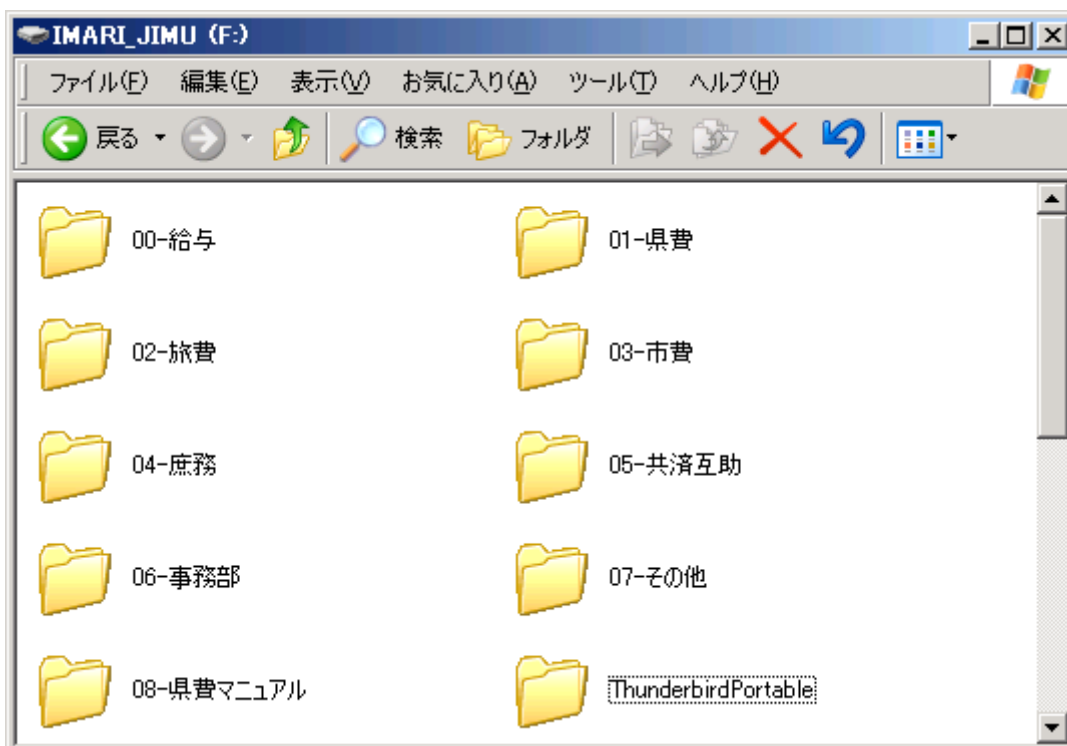 IMARI_JIMU (F:)
ファイル(F) 編集(E) 表示(V) お気に入り(A) ツール(T) ヘルプ(H)
戻る 検索 フォルダ
00-給与 01-県費
02-旅費 03-市費
04-庶務 05-共済互助
06-事務部 07-その他
08-県費マニュアル ThunderbirdPortable